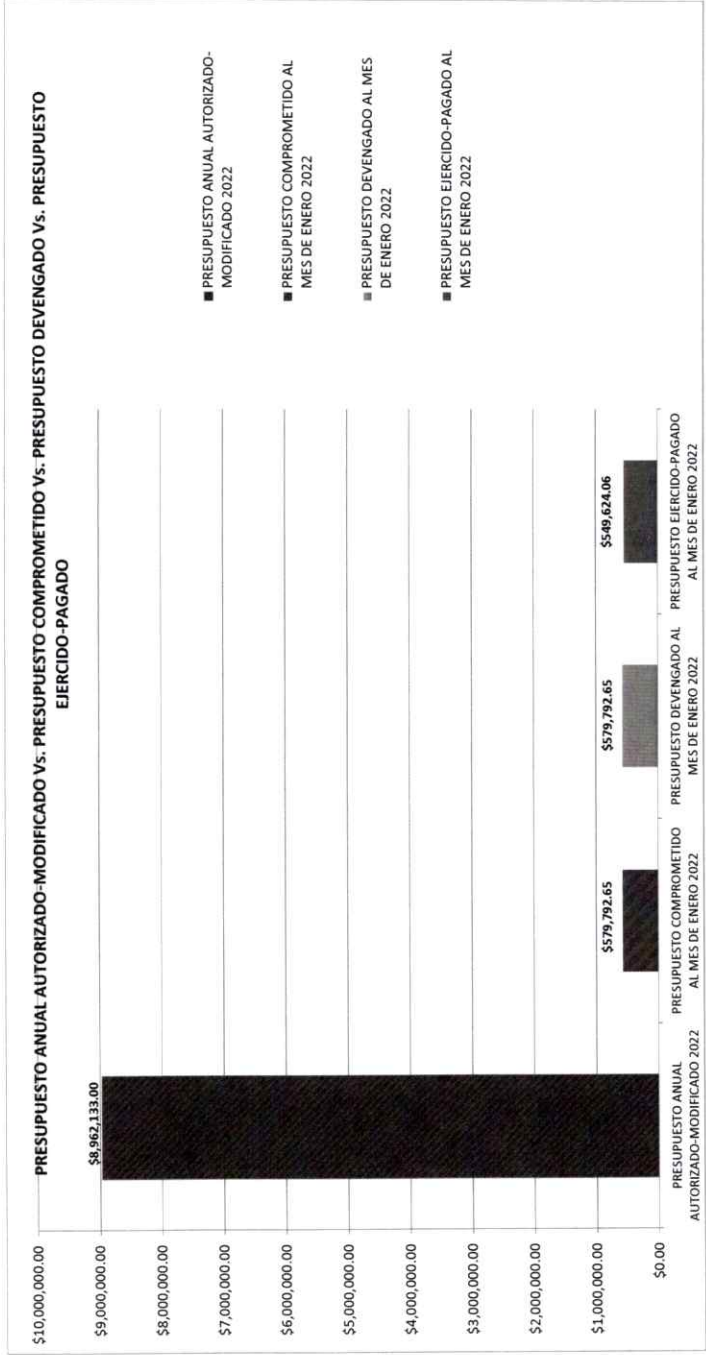 PRESUPUESTO ANUAL AUTORIZADO-MODIFICADO Vs. PRESUPUESTO COMPROMETIDO Vs. PRESUPUESTO DEVENGADO Vs. PRESUPUESTO
EJERCIDO-PAGADO
$10,000,000.00
$9,000,000.00
$8,000,000.00
$7,000,000.00
$6,000,000.00
$5,000,000.00
$4,000,000.00
$3,000,000.00
$2,000,000.00
$1,000,000.00
$0.00
$8,962,133.00
$579,792.65
$579,792.65
$549,624.06
PRESUPUESTO ANUAL
AUTORIZADO-MODIFICADO 2022
PRESUPUESTO COMPROMETIDO
AL MES DE ENERO 2022
PRESUPUESTO DEVENGADO AL
MES DE ENERO 2022
PRESUPUESTO EJERCIDO-PAGADO
AL MES DE ENERO 2022
PRESUPUESTO ANUAL AUTORIZADO-
MODIFICADO 2022
PRESUPUESTO COMPROMETIDO AL
MES DE ENERO 2022
PRESUPUESTO DEVENGADO AL MES
DE ENERO 2022
PRESUPUESTO EJERCIDO-PAGADO AL
MES DE ENERO 2022